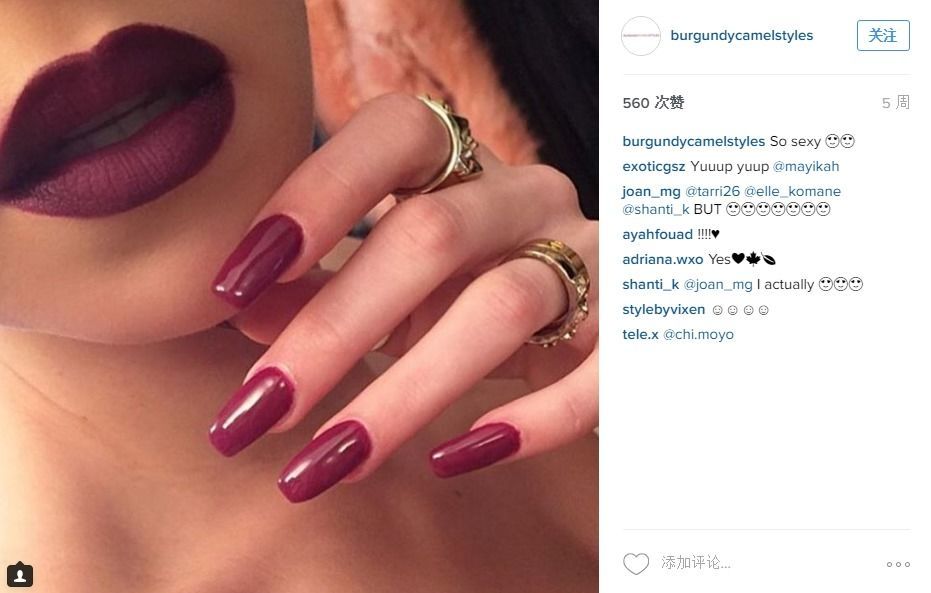 burgundycamelstyles
关注
560 次赞
5 周
burgundycamelstyles So sexy 🙄🙄
exoticgsz Yuuup yuup @mayikah
joan_mg @tarri26 @elle_komane
@shanti_k BUT 🙄🙄🙄🙄🙄🙄🙄
ayahfouad !!!!♥
adriana.wxo Yes🖤🍁🍃
shanti_k @joan_mg I actually 🙄🙄🙄
stylebyvixen ☺☺☺☺
tele.x @chi.moyo
添加评论...